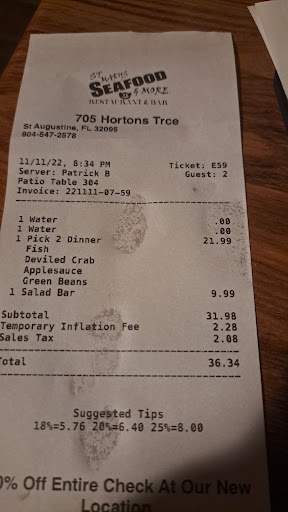 ST. MARYS
SEAFOOD
& MORE
RESTAURANT & BAR
705 Hortons Trce
St Augustine, FL 32095
904-547-2578
11/11/22, 8:34 PM Ticket: E59
Server: Patrick B Guest: 2
Patio Table 304
Invoice: 221111-07-59
1 Water .00
1 Water .00
1 Pick 2 Dinner 21.99
Fish
Deviled Crab
Applesauce
Green Beans
1 Salad Bar 9.99
Subtotal 31.98
Temporary Inflation Fee 2.28
Sales Tax 2.08
Total 36.34
Suggested Tips
18%=5.76 20%=6.40 25%=8.00
0% Off Entire Check At Our New
Location